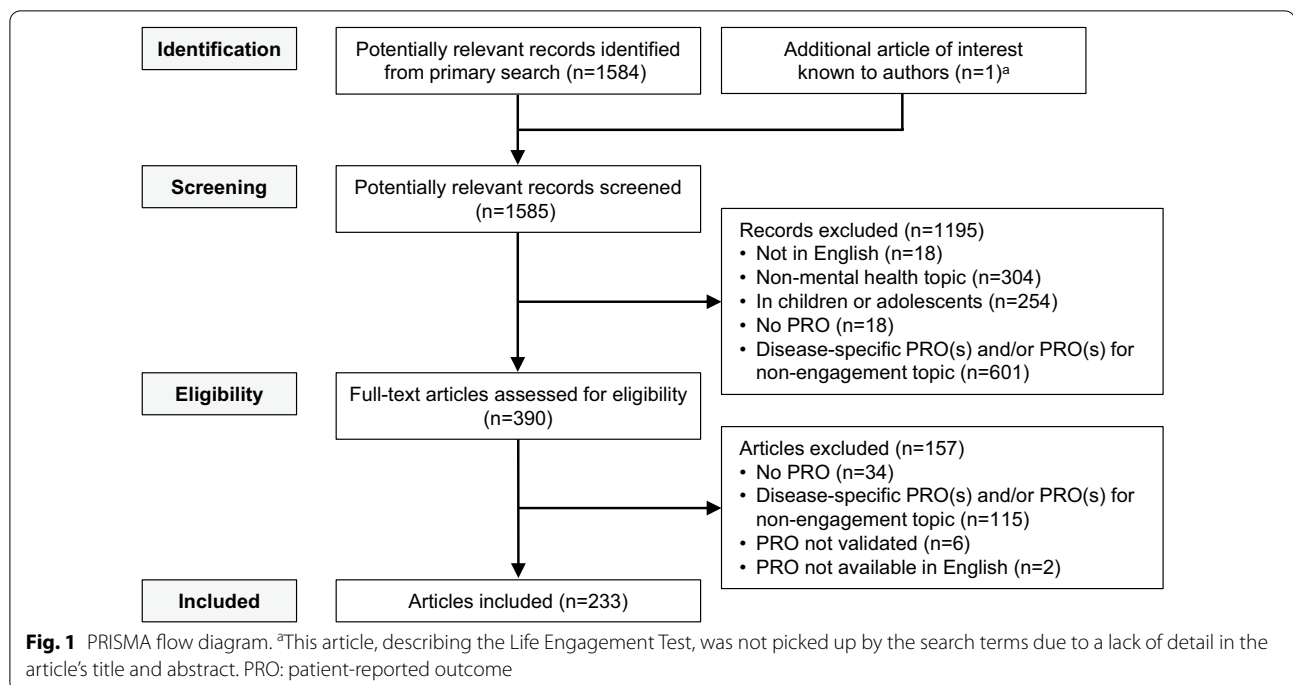 Identification
Potentially relevant records identified
from primary search (n=1584)
Additional article of interest
known to authors (n=1)ᵃ
Screening
Potentially relevant records screened
(n=1585)
Records excluded (n=1195)
• Not in English (n=18)
• Non-mental health topic (n=304)
• In children or adolescents (n=254)
• No PRO (n=18)
• Disease-specific PRO(s) and/or PRO(s) for
non-engagement topic (n=601)
Eligibility
Full-text articles assessed for eligibility
(n=390)
Articles excluded (n=157)
• No PRO (n=34)
• Disease-specific PRO(s) and/or PRO(s) for
non-engagement topic (n=115)
• PRO not validated (n=6)
• PRO not available in English (n=2)
Included
Articles included (n=233)
Fig. 1 PRISMA flow diagram. ᵃThis article, describing the Life Engagement Test, was not picked up by the search terms due to a lack of detail in the
article’s title and abstract. PRO: patient-reported outcome